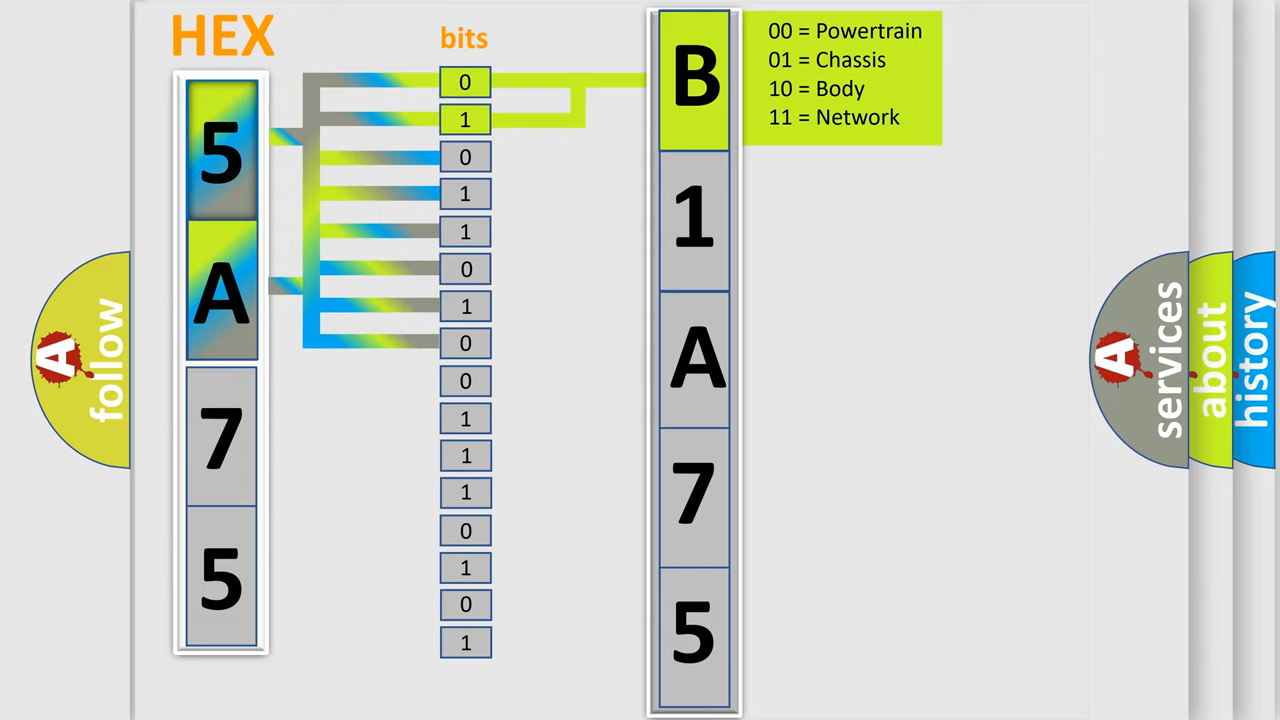 HEX
5
A
7
5
bits
0
1
0
1
1
0
1
0
0
1
1
1
0
1
0
1
B
1
A
7
5
00 = Powertrain
01 = Chassis
10 = Body
11 = Network
A
follow
A
services
about
history